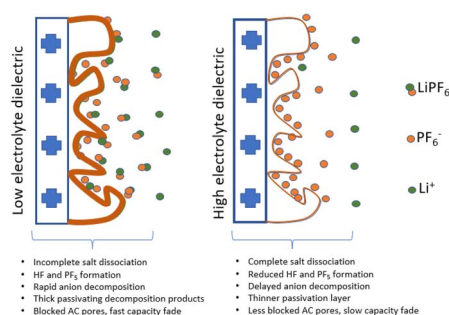 Low electrolyte dielectric
High electrolyte dielectric
LiPF6
PF6-
Li+
• Incomplete salt dissociation
• HF and PF5 formation
• Rapid anion decomposition
• Thick passivating decomposition products
• Blocked AC pores, fast capacity fade
• Complete salt dissociation
• Reduced HF and PF5 formation
• Delayed anion decomposition
• Thinner passivation layer
• Less blocked AC pores, slow capacity fade